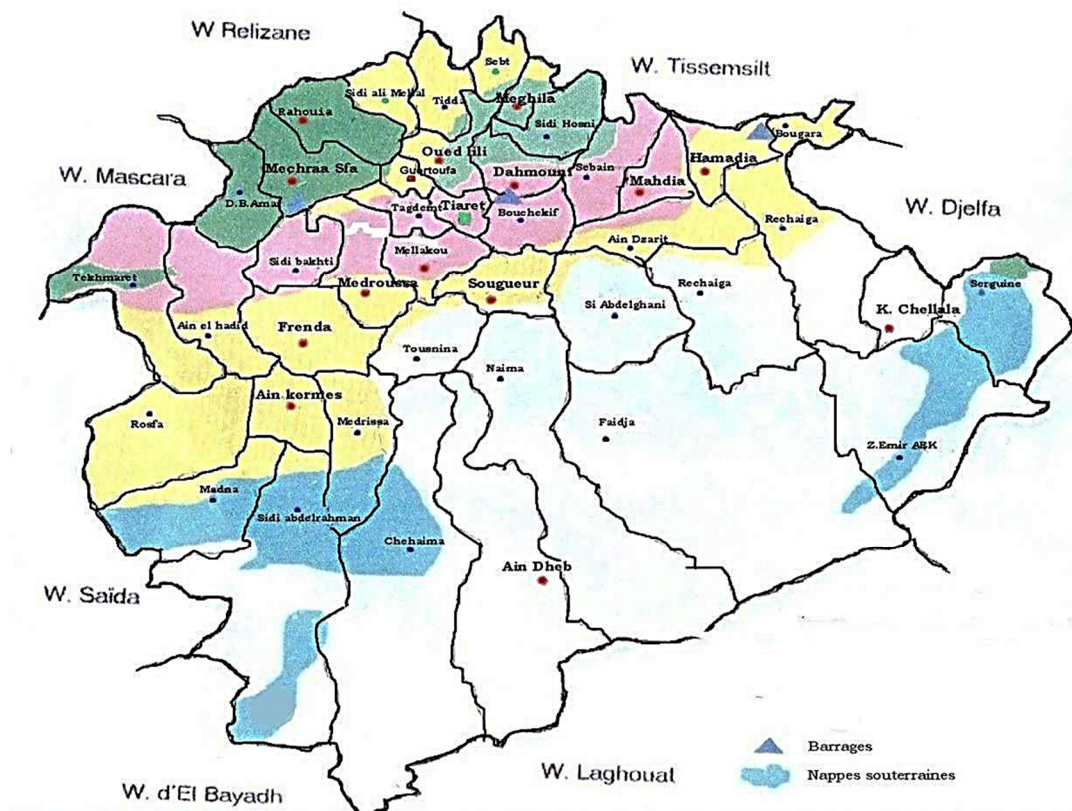 W Relizane
W. Tissemsilt
Sebt
Sidi ali Mellal
Tidda
Meghila
Rahouia
Sidi Hosni
Bougara
Oued lili
W. Mascara
Mechraa Sfa
Guertoufa
Dahmouni
Sebain
Hamadia
Mahdia
D.B.Amar
Tagdemt
Tiaret
Bouchekif
W. Djelfa
Rechaiga
Ain Dzarit
Mellakou
Sidi bakhti
Tekhmaret
Medroussa
Sougueur
Rechaiga
Serguine
Si Abdelghani
K. Chellala
Ain el hadid
Frenda
Tousnina
Naima
Ain kermes
Rosfa
Medrissa
Faidja
Z.Emir ABK
Madna
Sidi abdelrahman
Chehaima
Ain Dheb
W. Saïda
Barrages
W. Laghouat
Nappes souterraines
W. d'El Bayadh